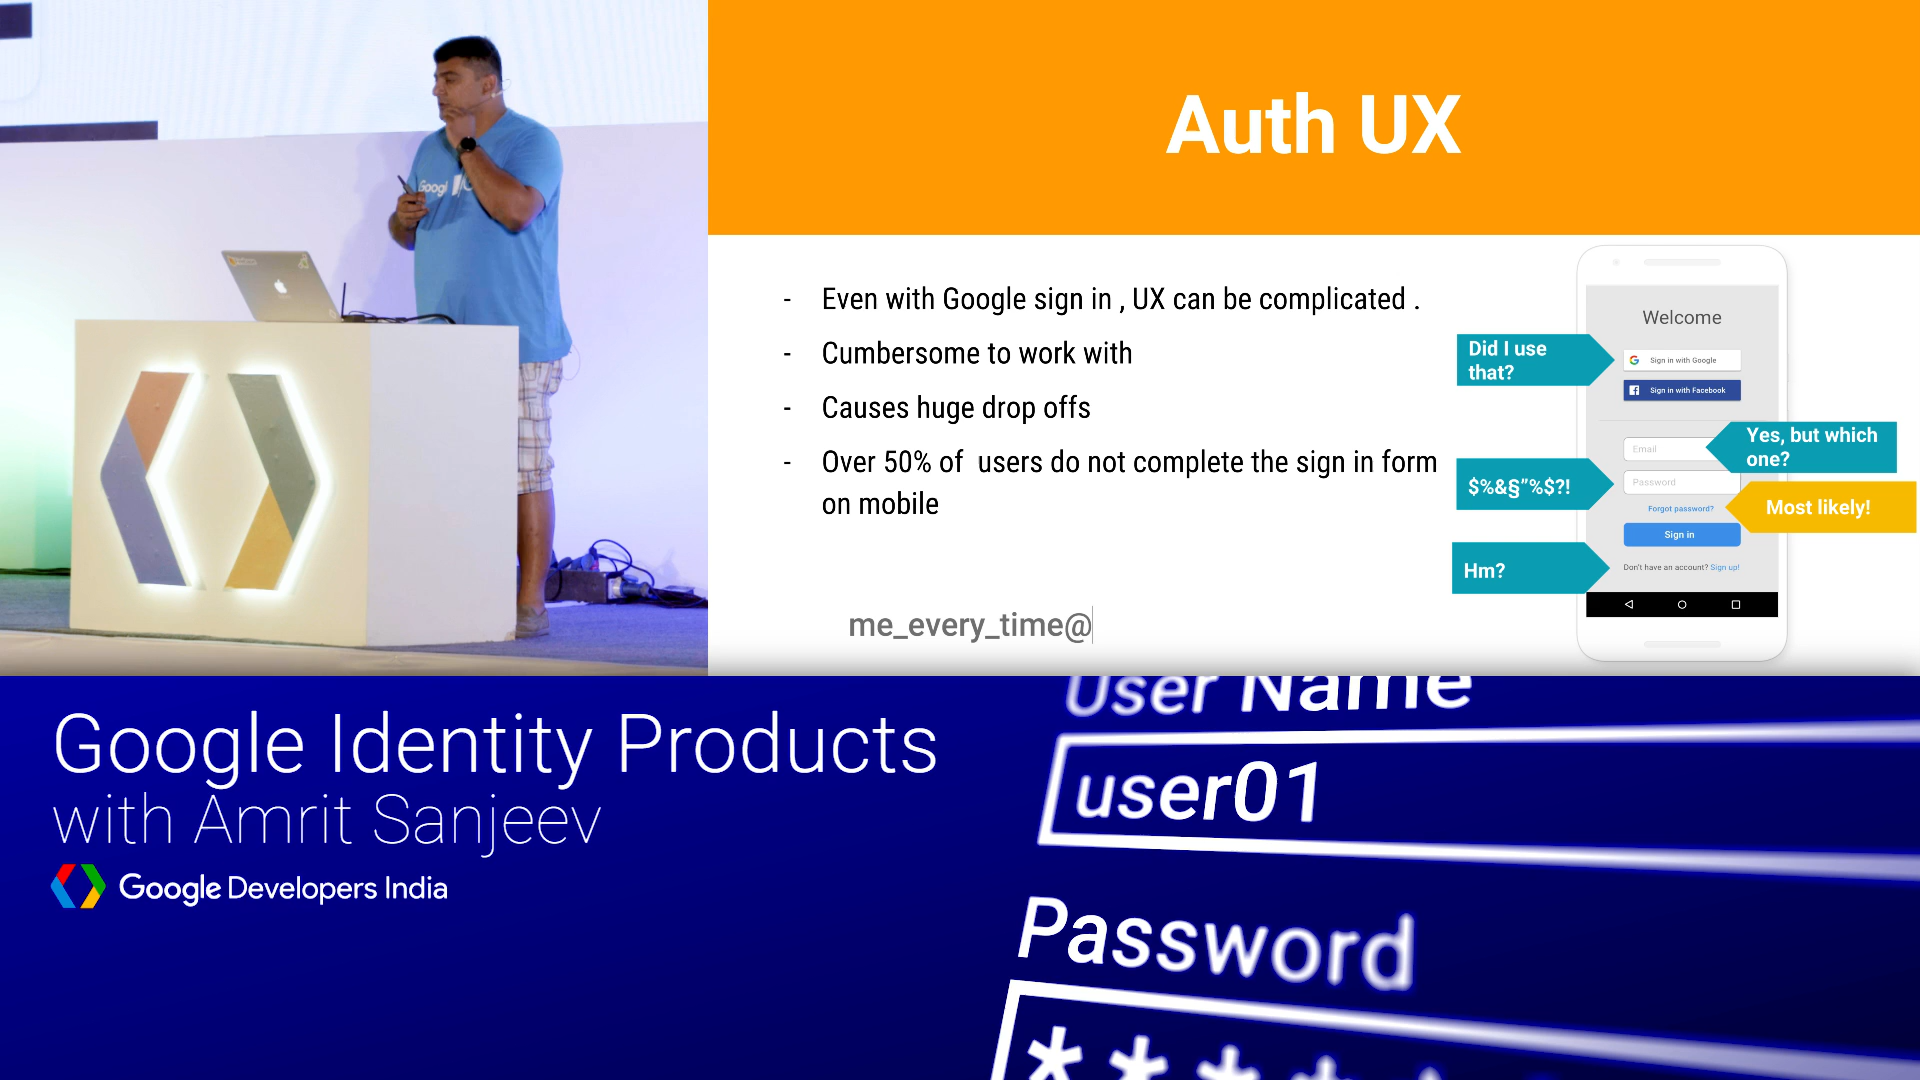 Googl
Auth UX
- Even with Google sign in , UX can be complicated .
- Cumbersome to work with
- Causes huge drop offs
- Over 50% of  users do not complete the sign in form
on mobile
me_every_time@
Welcome
Did I use
that?
Sign in with Google
Sign in with Facebook
Yes, but which
one?
Email
$%&§”%$?!
Password
Forgot password?
Most likely!
Sign in
Hm?
Don't have an account? Sign up!
Google Identity Products
with Amrit Sanjeev
Google Developers India
User Name
user01
Password
*****